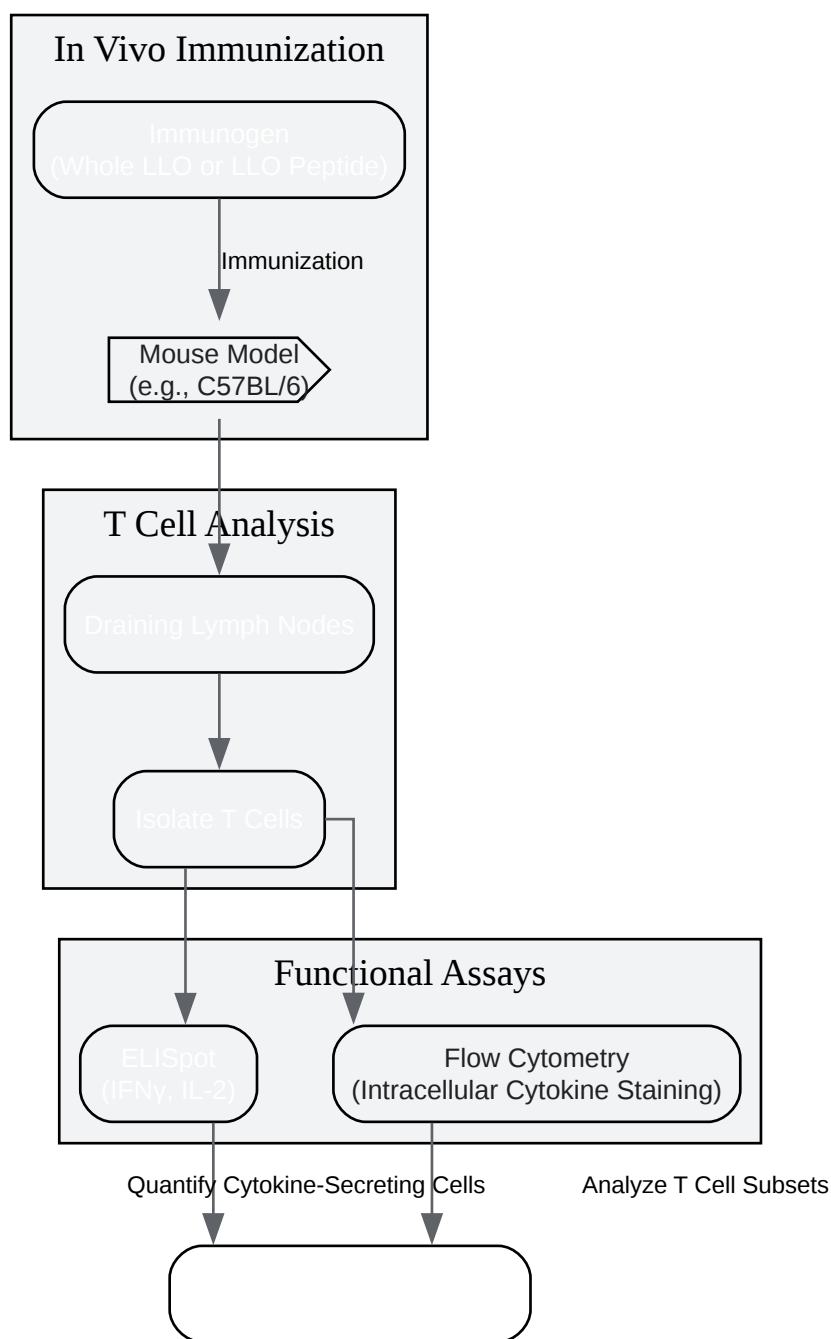 In Vivo Immunization
Immunogen
(Whole LLO or LLO Peptide)
Immunization
Mouse Model
(e.g., C57BL/6)
T Cell Analysis
Draining Lymph Nodes
Isolate T Cells
Functional Assays
ELISpot
(IFNγ, IL-2)
Flow Cytometry
(Intracellular Cytokine Staining)
Quantify Cytokine-Secreting Cells
Analyze T Cell Subsets